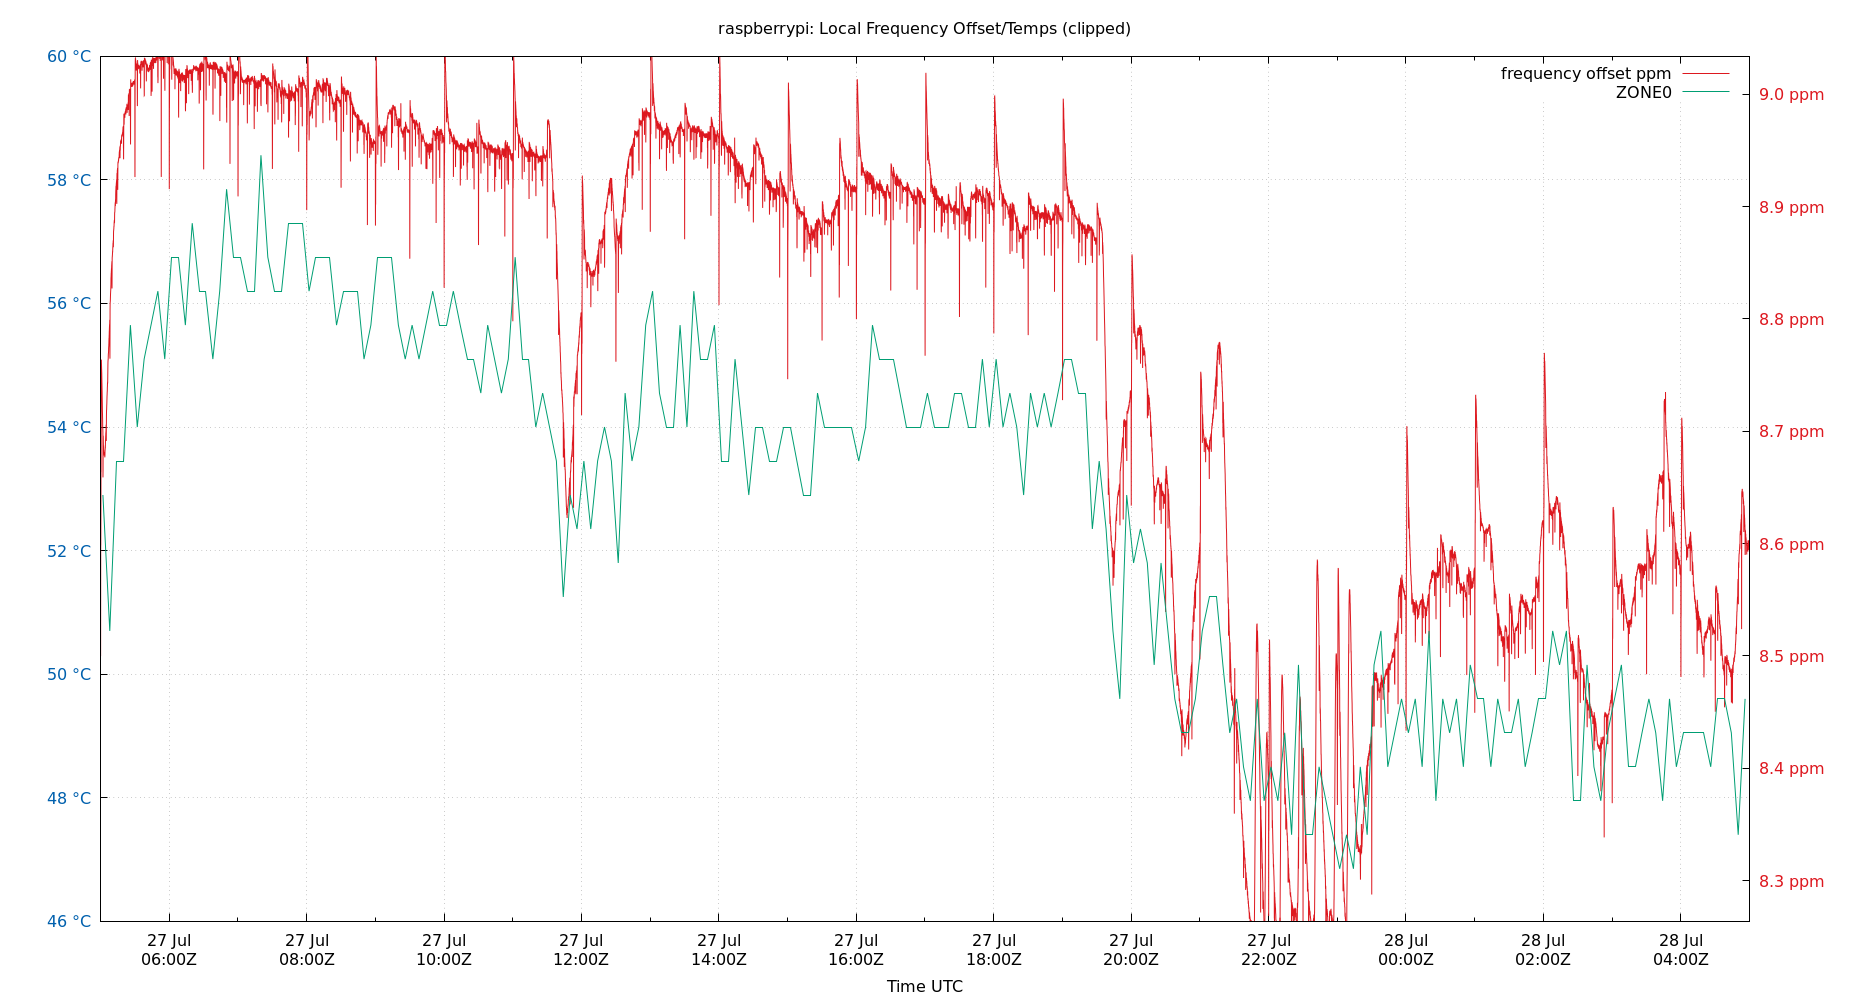 raspberrypi: Local Frequency Offset/Temps (clipped)
frequency offset ppm
ZONE0
60 °C
58 °C
56 °C
54 °C
52 °C
50 °C
48 °C
46 °C
9.0 ppm
8.9 ppm
8.8 ppm
8.7 ppm
8.6 ppm
8.5 ppm
8.4 ppm
8.3 ppm
27 Jul
06:00Z
27 Jul
08:00Z
27 Jul
10:00Z
27 Jul
12:00Z
27 Jul
14:00Z
27 Jul
16:00Z
27 Jul
18:00Z
27 Jul
20:00Z
27 Jul
22:00Z
28 Jul
00:00Z
28 Jul
02:00Z
28 Jul
04:00Z
Time UTC